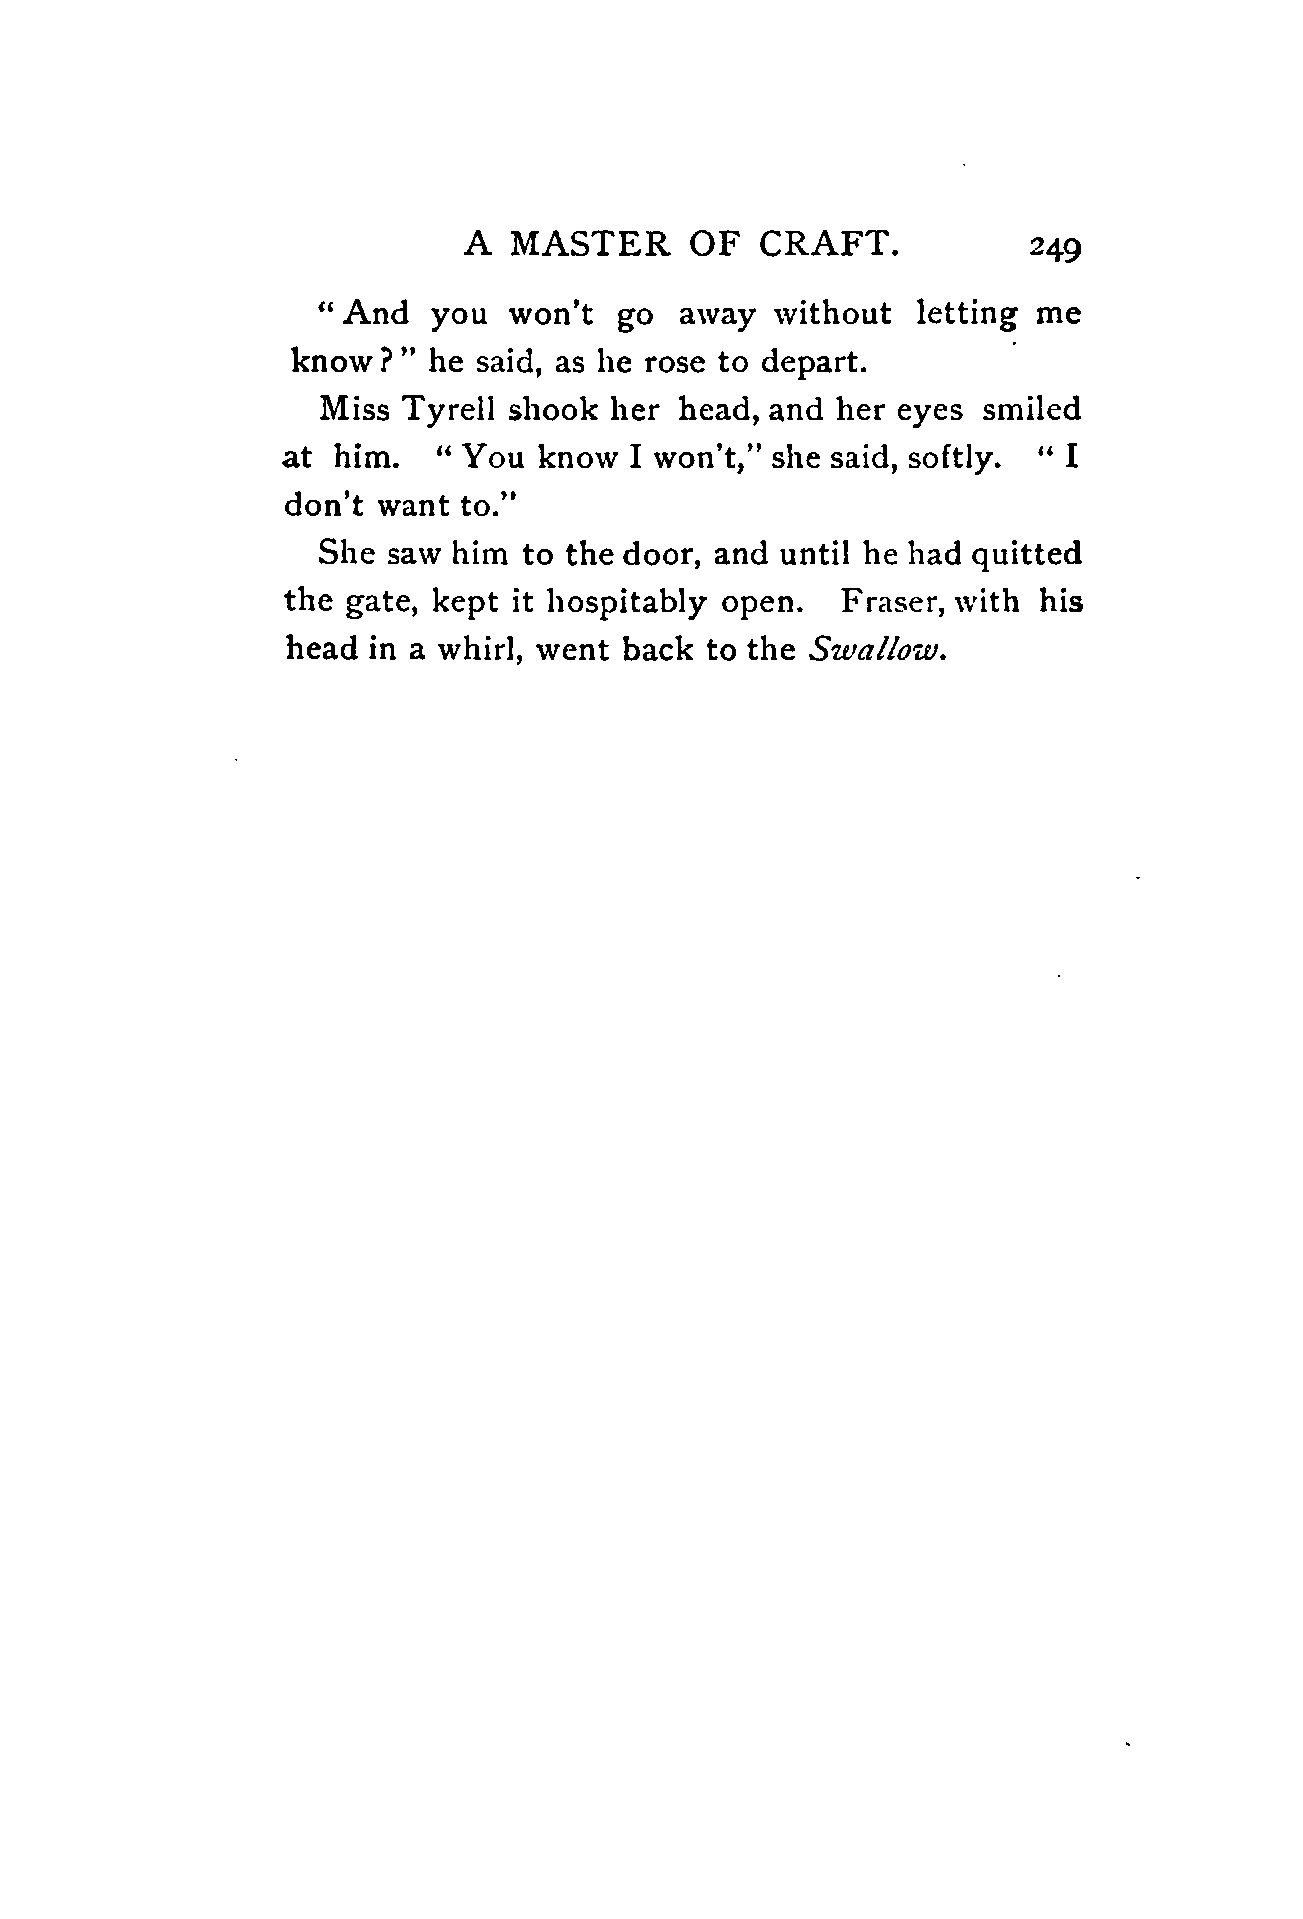 A MASTER OF CRAFT. 249
"And you won't go away without letting me
know?" he said, as he rose to depart.
Miss Tyrell shook her head, and her eyes smiled
at him. "You know I won't," she said, softly. "I
don't want to."
She saw him to the door, and until he had quitted
the gate, kept it hospitably open. Fraser, with his
head in a whirl, went back to the Swallow.